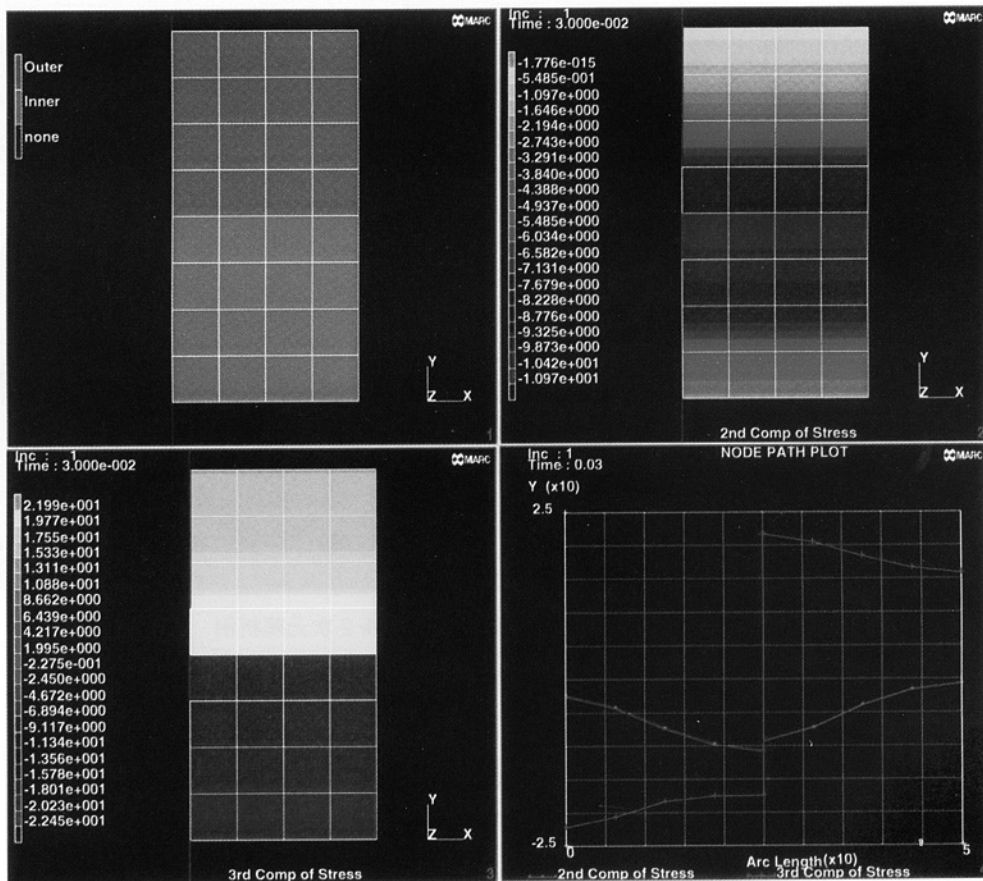 MARC
Outer
Inner
none
Y
Z X
1
Inc : 1
Time : 3.000e-002
MARC
-1.776e-015
-5.485e-001
-1.097e+000
-1.646e+000
-2.194e+000
-2.743e+000
-3.291e+000
-3.840e+000
-4.388e+000
-4.937e+000
-5.485e+000
-6.034e+000
-6.582e+000
-7.131e+000
-7.679e+000
-8.228e+000
-8.776e+000
-9.325e+000
-9.873e+000
-1.042e+001
-1.097e+001
Y
Z X
2nd Comp of Stress
Inc : 1
Time : 3.000e-002
MARC
2.199e+001
1.977e+001
1.755e+001
1.533e+001
1.311e+001
1.088e+001
8.662e+000
6.439e+000
4.217e+000
1.995e+000
-2.275e-001
-2.450e+000
-4.672e+000
-6.894e+000
-9.117e+000
-1.134e+001
-1.356e+001
-1.578e+001
-1.801e+001
-2.023e+001
-2.245e+001
Y
Z X
3rd Comp of Stress
3
Inc : 1
Time : 0.03
NODE PATH PLOT
MARC
Y (x10)
2.5
-2.5
0
Arc Length(x10)
5
2nd Comp of Stress
3rd Comp of Stress